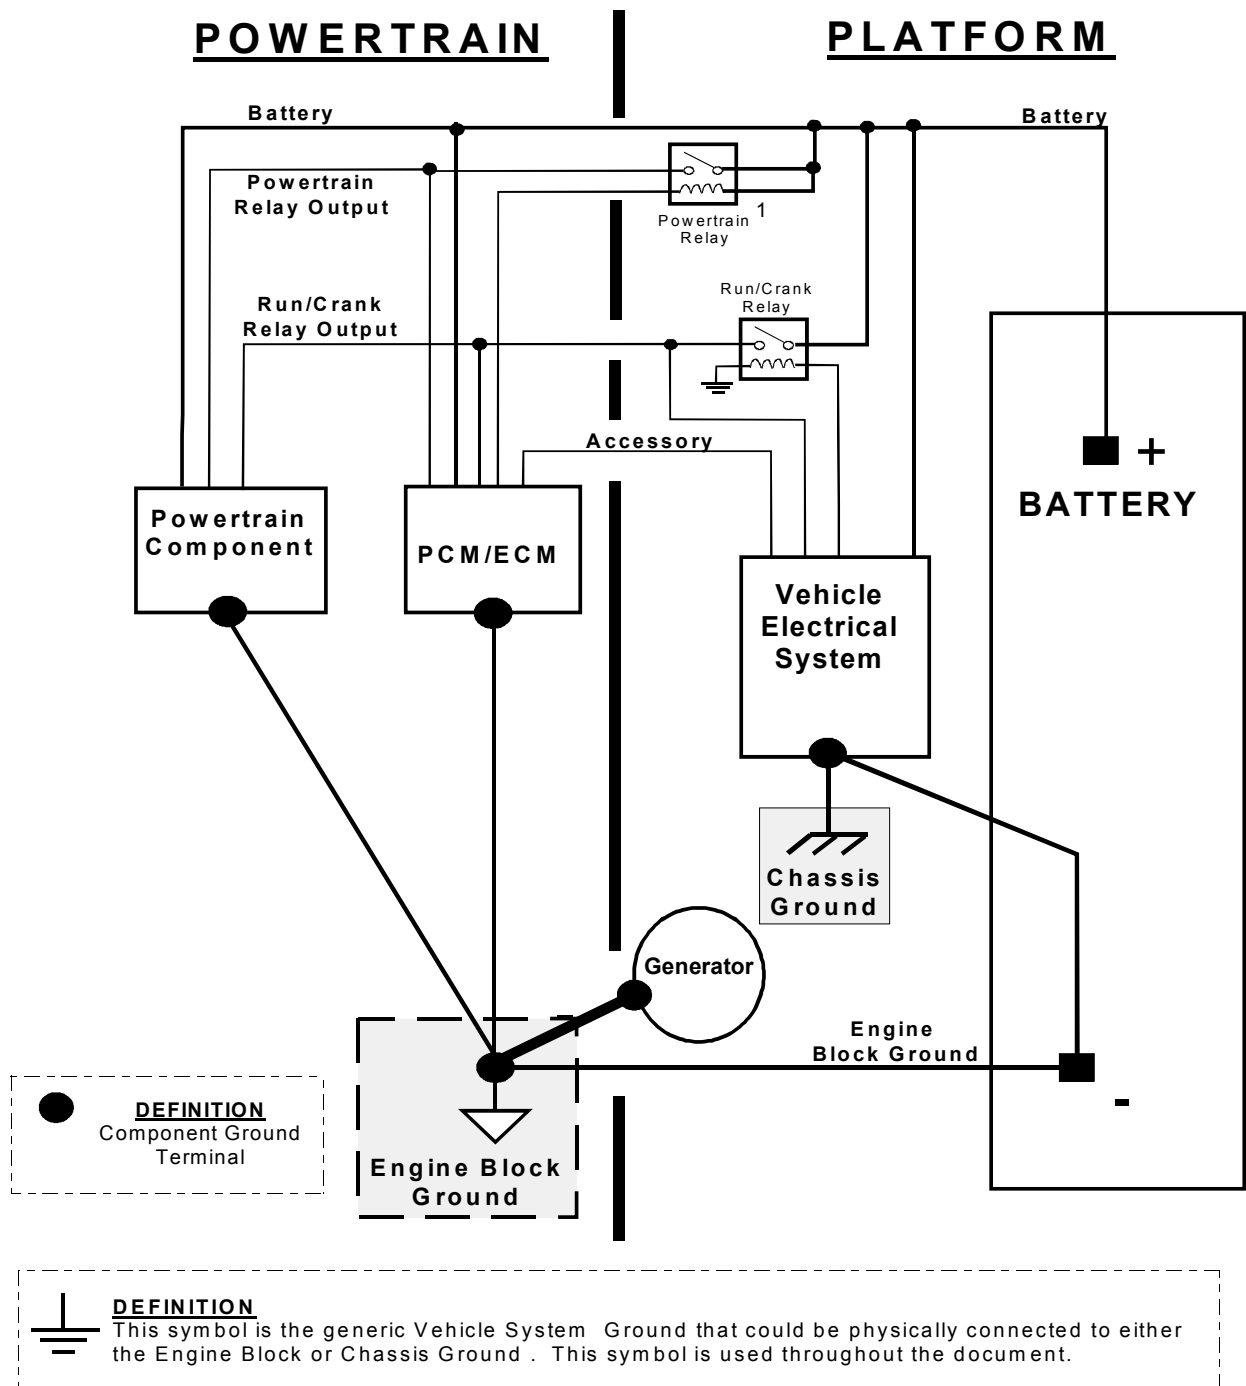 POWERTRAIN
PLATFORM
Battery
Battery
Powertrain
Relay Output
Powertrain 1
Relay
Run/Crank
Relay
Run/Crank
Relay Output
Accessory
+
BATTERY
Powertrain
Component
PCM/ECM
Vehicle
Electrical
System
Chassis
Ground
Generator
Engine
Block Ground
-
DEFINITION
Component Ground
Terminal
Engine Block
Ground
DEFINITION
This symbol is the generic Vehicle System Ground that could be physically connected to either
the Engine Block or Chassis Ground . This symbol is used throughout the document.